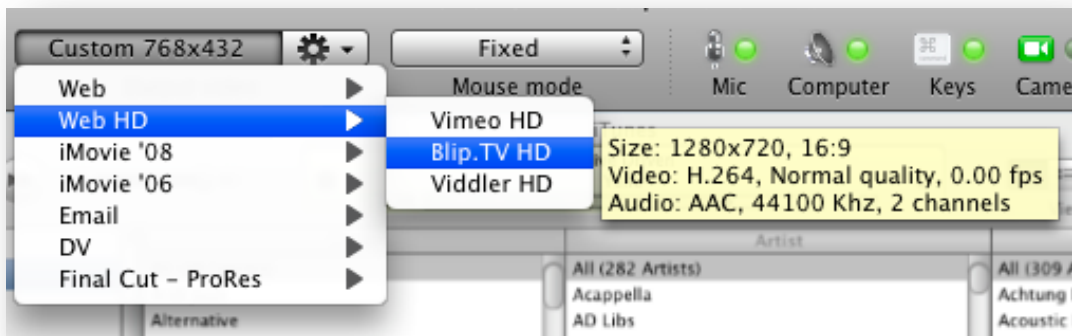 Custom 768x432
Fixed
Mouse mode
Mic
Computer
Keys
Came
Web
Web HD
iMovie '08
iMovie '06
Email
DV
Final Cut – ProRes
Vimeo HD
Blip.TV HD
Viddler HD
Size: 1280x720, 16:9
Video: H.264, Normal quality, 0.00 fps
Audio: AAC, 44100 Khz, 2 channels
Artist
All (282 Artists)
Acappella
AD Libs
All (309 A
Achtung
Acoustic
Alternative